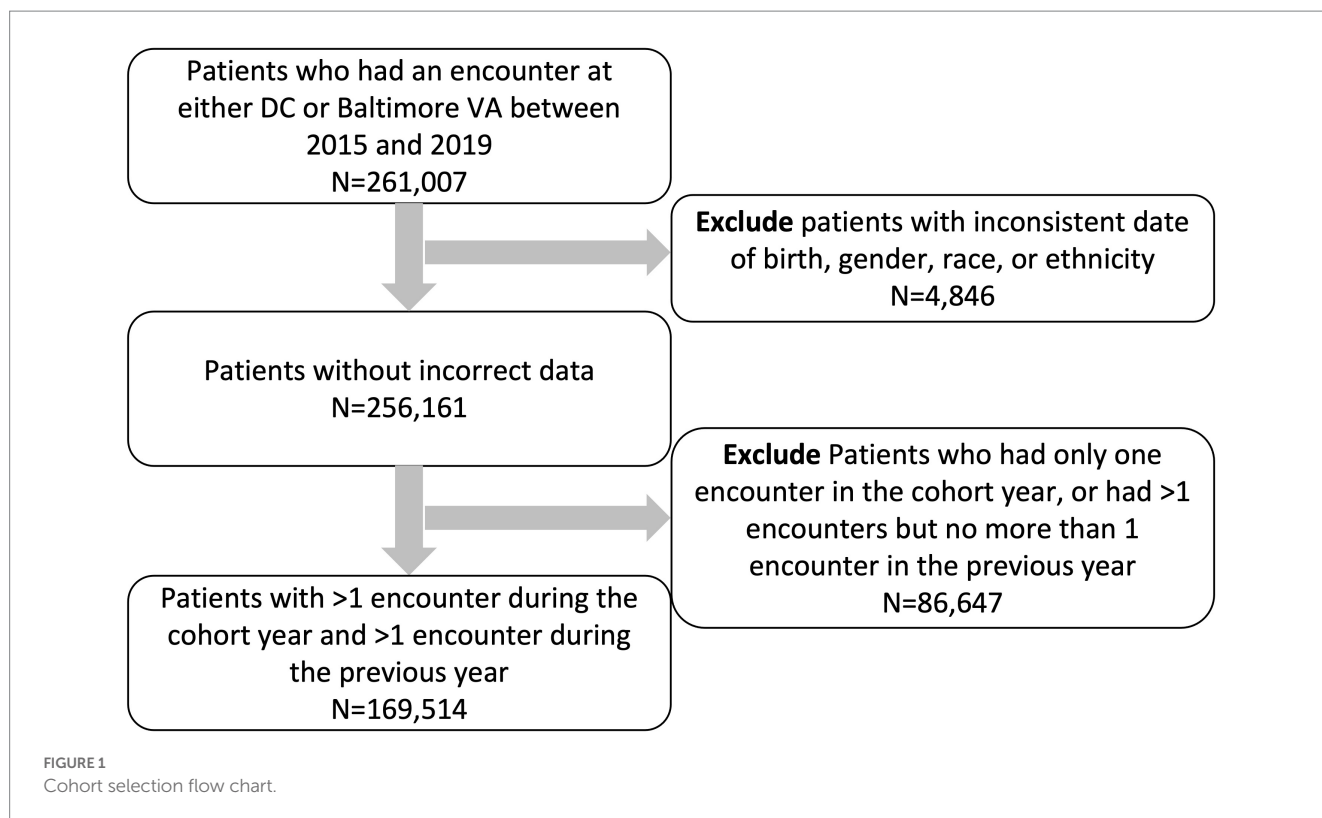 Patients who had an encounter at
either DC or Baltimore VA between
2015 and 2019
N=261,007
Exclude patients with inconsistent date
of birth, gender, race, or ethnicity
N=4,846
Patients without incorrect data
N=256,161
Exclude Patients who had only one
encounter in the cohort year, or had >1
encounters but no more than 1
encounter in the previous year
N=86,647
Patients with >1 encounter during the
cohort year and >1 encounter during
the previous year
N=169,514
FIGURE 1
Cohort selection flow chart.